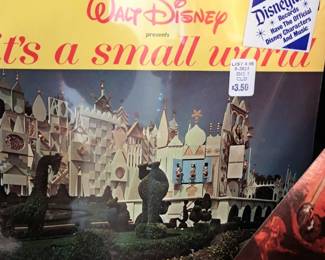 WALT DISNEY
presents
it's a small world
Disneyland
Records
Have The Official
Disney Characters
and Music.
$3.50